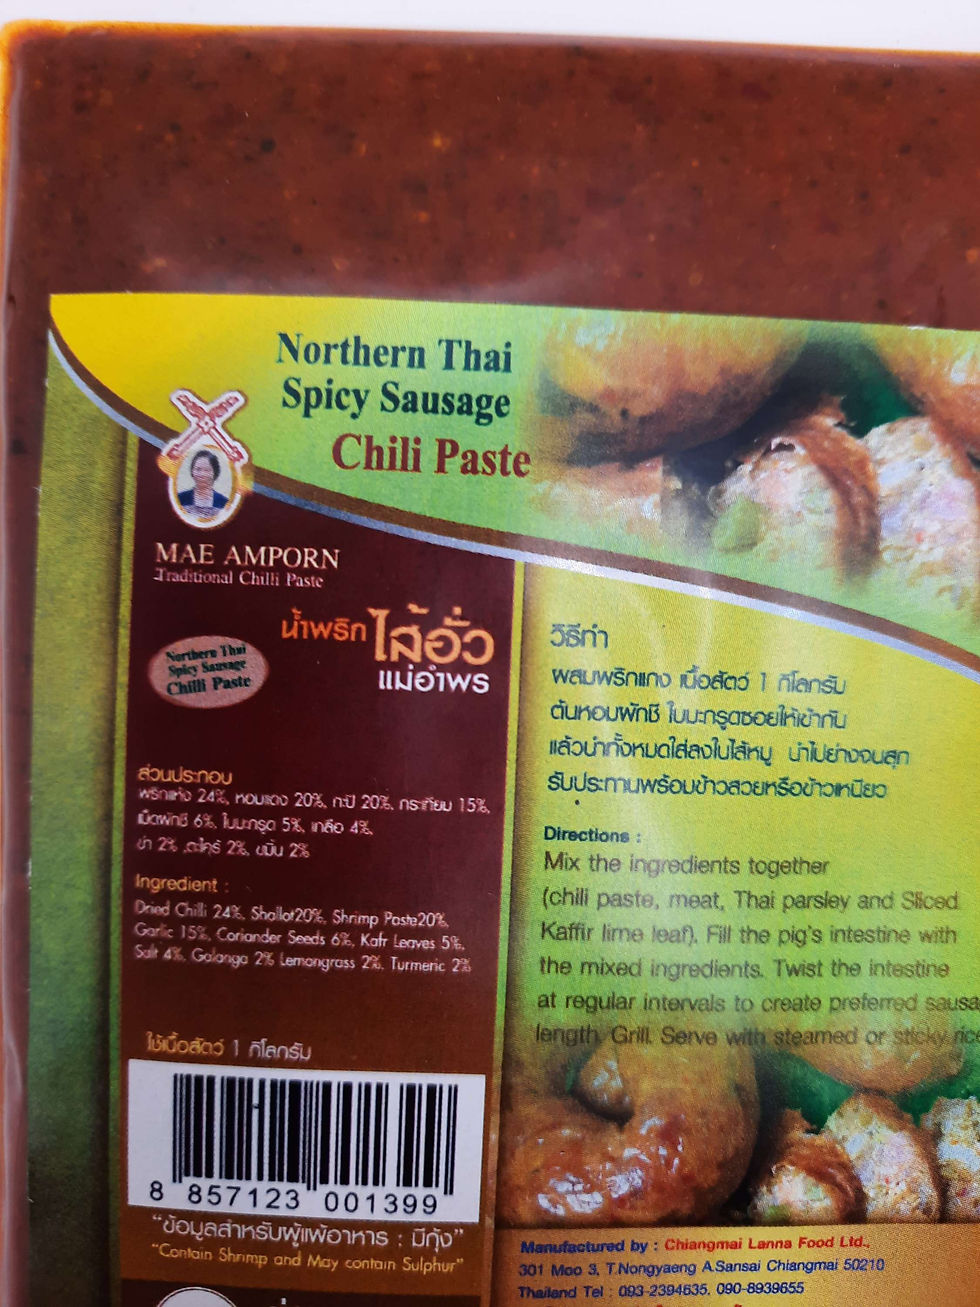 Northern Thai
Spicy Sausage
Chili Paste
MAE AMPORN
Traditional Chilli Paste
น้ำพริกไส้อั่ว
แม่อำพร
Northern Thai
Spicy Sausage
Chilli Paste
ส่วนประกอบ
พริกแห้ง 24%, หอมแดง 20%, กะปิ 20%, กระเทียม 15%,
เม็ดผักชี 6%, ใบมะกรูด 5%, เกลือ 4%,
ข่า 2% ,ตะไคร้ 2%, ขมิ้น 2%
Ingredient :
Dried Chili 24%, Shallot20%, Shrimp Paste20%,
Garlic 15%, Coriander Seeds 6%, Kafr Leaves 5%,
Salt 4%, Galanga 2% Lemongrass 2%, Turmeric 2%
ใช้เนื้อสัตว์ 1 กิโลกรัม
8 857123 001399
“ข้อมูลสำหรับผู้แพ้อาหาร : มีกุ้ง”
“Contain Shrimp and May contain Sulphur”
วิธีทำ
ผสมพริกแกง เนื้อสัตว์ 1 กิโลกรัม
ต้นหอมผักชี ใบมะกรูดซอยให้เข้ากัน
แล้วนำทั้งหมดใส่ลงในไส้หมู นำไปย่างจนสุก
รับประทานพร้อมข้าวสวยหรือข้าวเหนียว
Directions :
Mix the ingredients together
(chili paste, meat, Thai parsley and Sliced
Kaffir lime leaf). Fill the pig's intestine with
the mixed ingredients. Twist the intestine
at regular intervals to create preferred sausa
length. Grill. Serve with steamed or sticky rice
Manufactured by : Chiangmai Lanna Food Ltd.,
301 Moo 3, T.Nongyaeng A.Sansai Chiangmai 50210
Thailand Tel : 093-2394635, 090-8939655